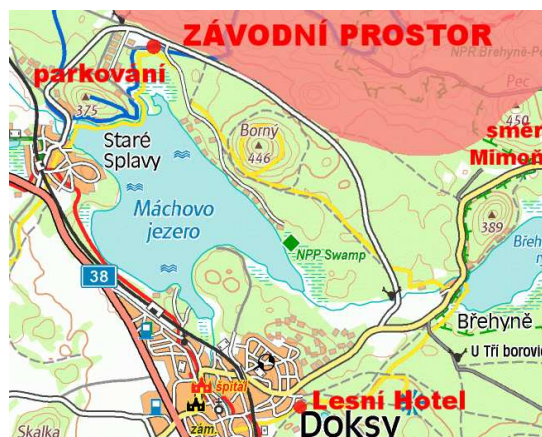 ZÁVODNÍ PROSTOR
NPR Břehyně-Pe
Pec
parkování
375
450
směr
Mimoň
Borný
446
Staré
Splavy
Máchovo
jezero
389
NPP Swamp
38
Břehyně
U Tří borovic
špitál
Lesní Hotel
Doksy
zám.
Skalka